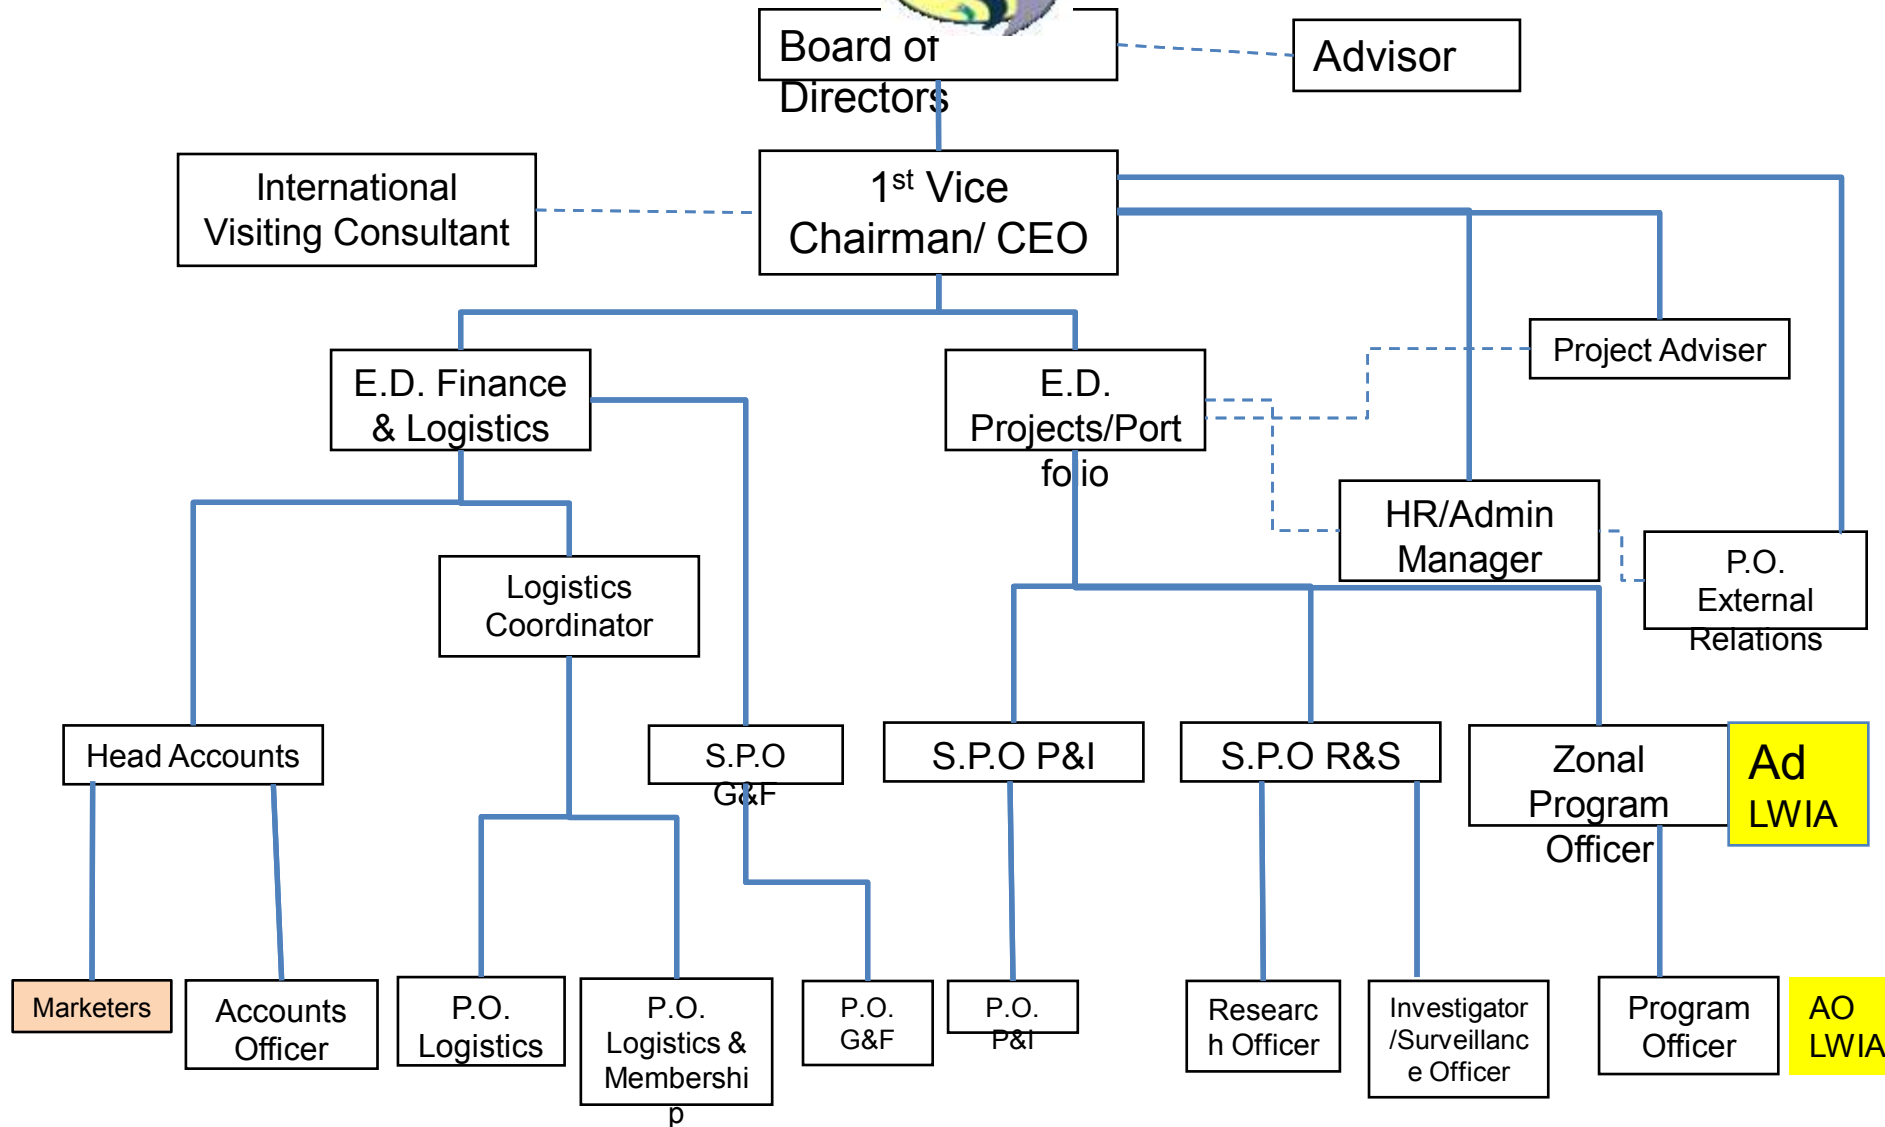 Board of
Directors
Advisor
International
Visiting Consultant
1st Vice
Chairman/ CEO
Project Adviser
E.D. Finance
& Logistics
E.D.
Projects/Port
folio
HR/Admin
Manager
P.O.
External
Relations
Logistics
Coordinator
Head Accounts
S.P.O
G&F
S.P.O P&I
S.P.O R&S
Zonal
Program
Officer
Ad
LWIA
Marketers
Accounts
Officer
P.O.
Logistics
P.O.
Logistics &
Membershi
p
P.O.
G&F
P.O.
P&I
Researc
h Officer
Investigator
/Surveillanc
e Officer
Program
Officer
AO
LWIA